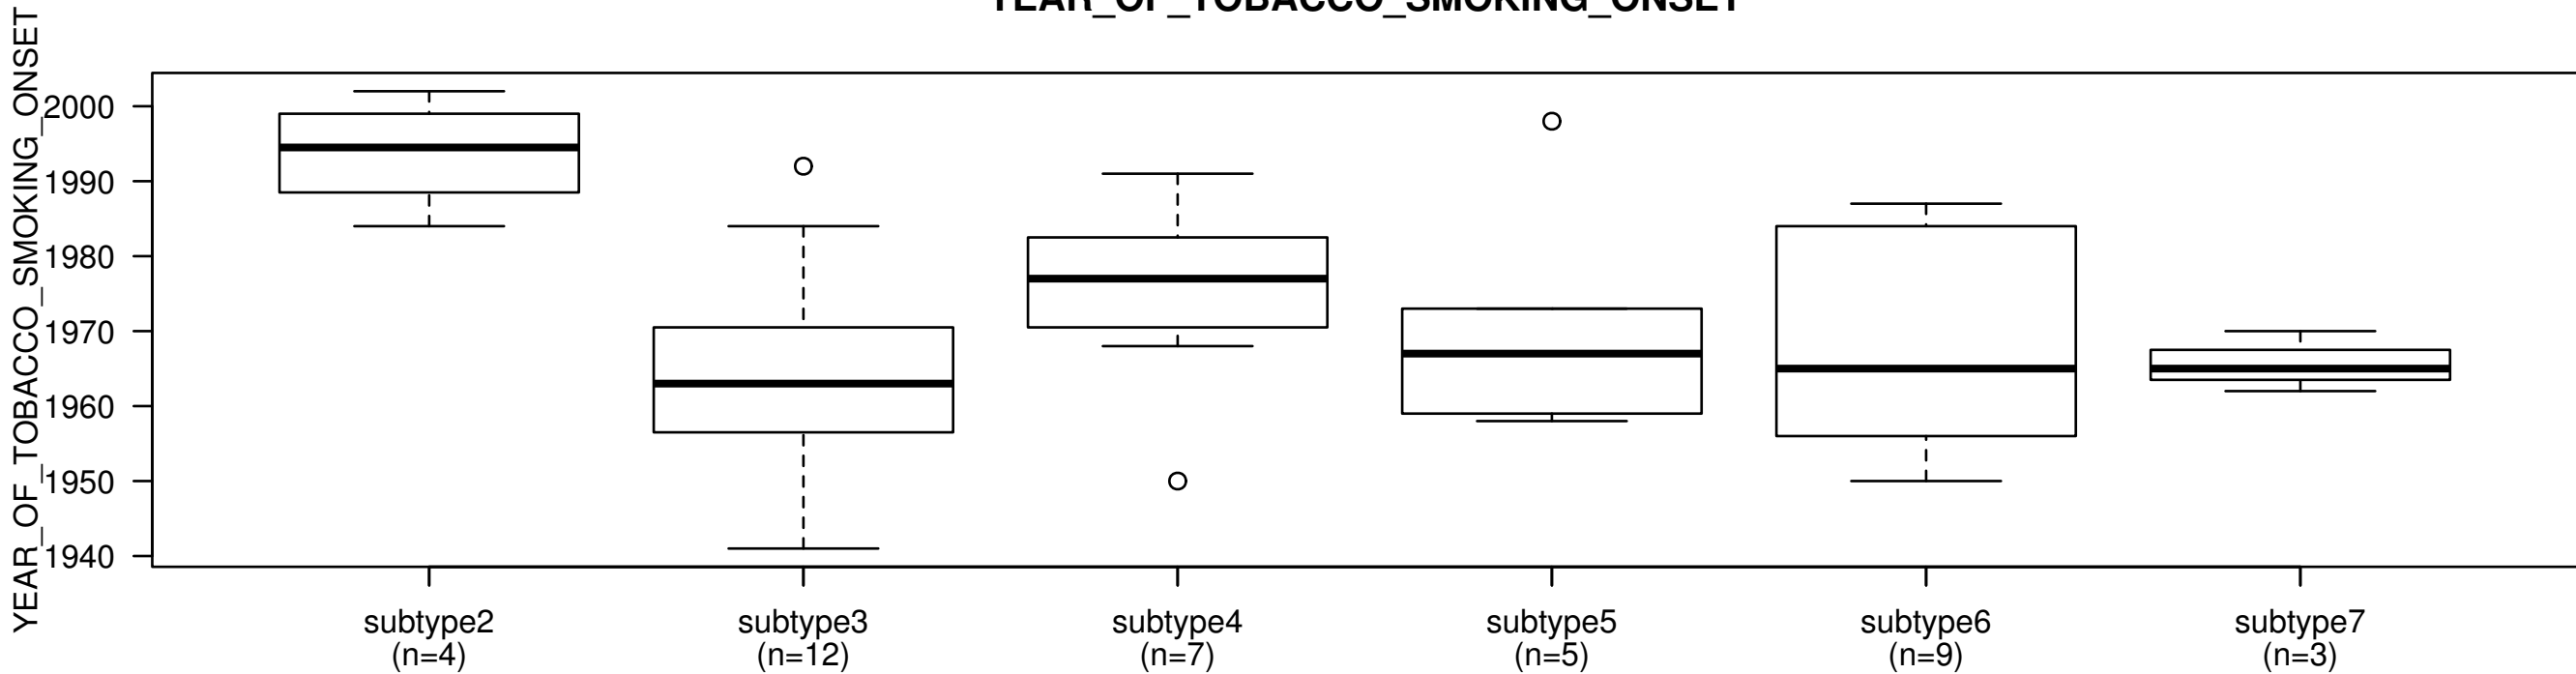 YEAR_OF_TOBACCO_SMOKING_ONSET
YEAR_OF_TOBACCO_SMOKING_ONSET
2000
1990
1980
1970
1960
1950
1940
subtype2 subtype3 subtype4 subtype5 subtype6 subtype7
(n=4) (n=12) (n=7) (n=5) (n=9) (n=3)